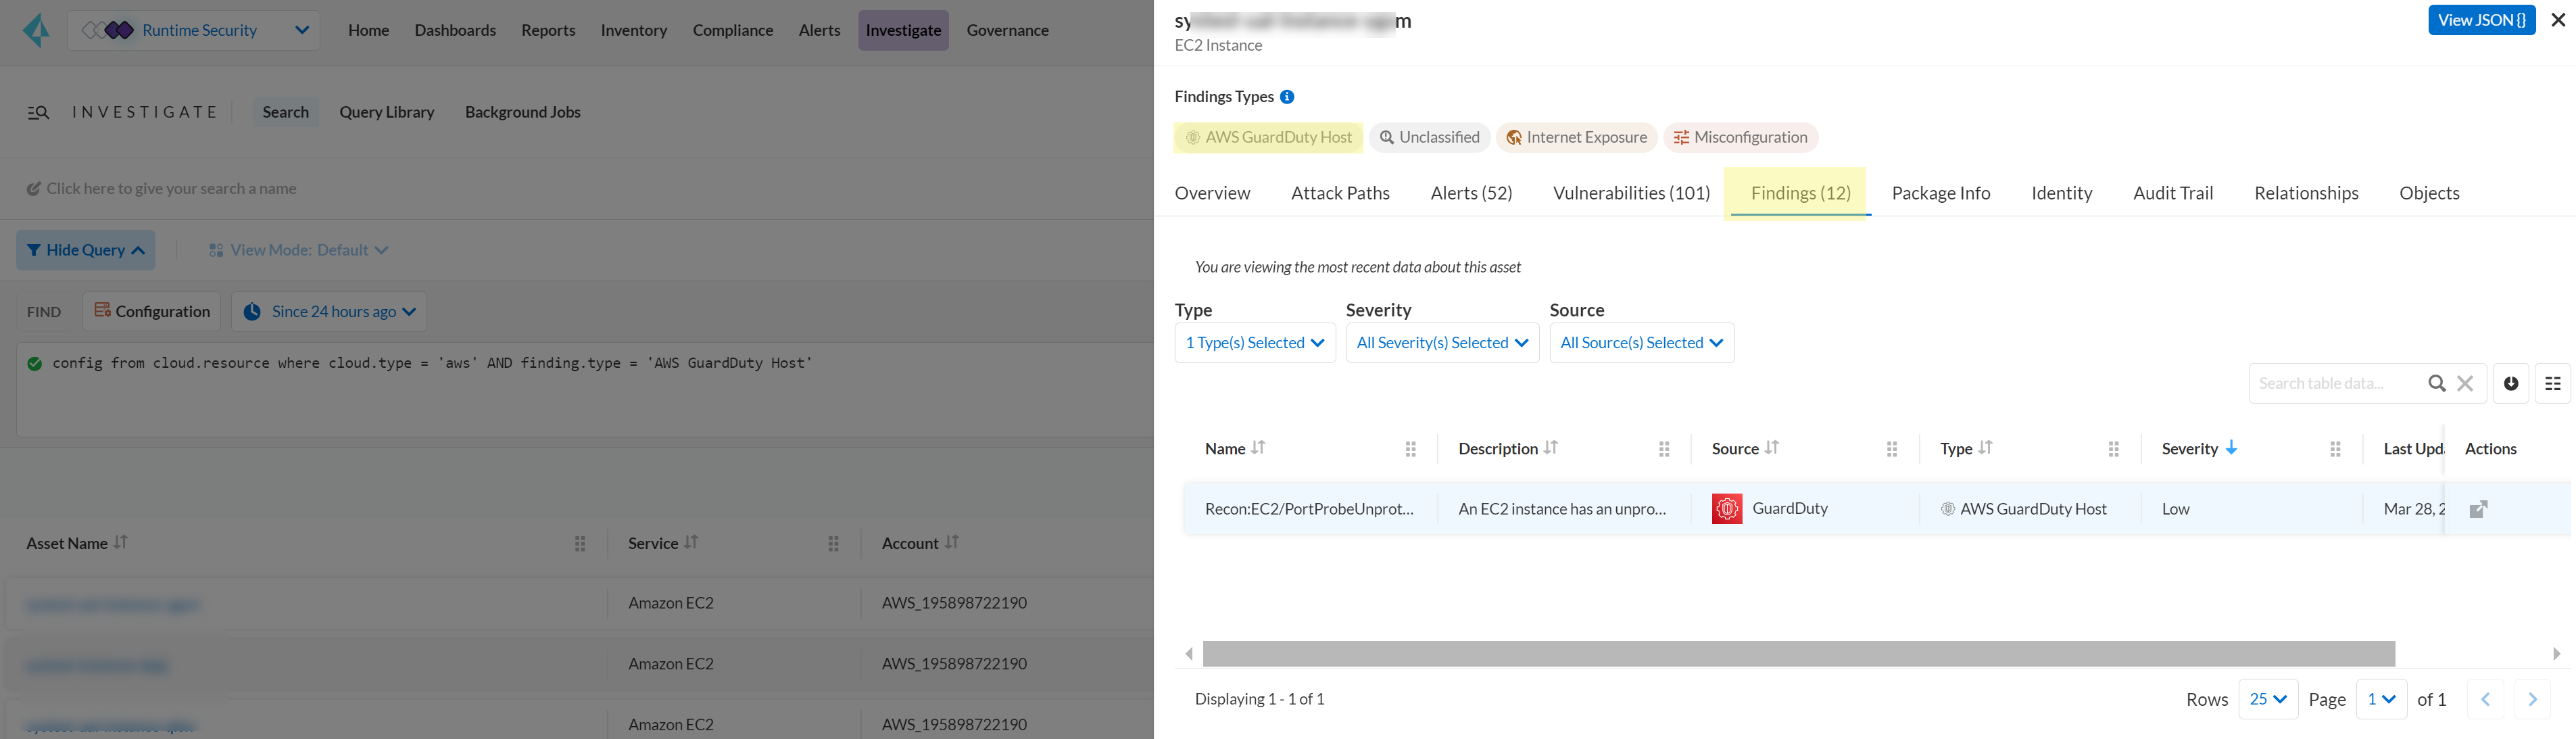 Runtime Security
Home Dashboards Reports Inventory Compliance Alerts Investigate Governance
INVESTIGATE Search Query Library Background Jobs
Click here to give your search a name
Hide Query View Mode: Default
FIND Configuration Since 24 hours ago
config from cloud.resource where cloud.type = 'aws' AND finding.type = 'AWS GuardDuty Host'
Asset Name Service Account
Amazon EC2 AWS_195898722190
Amazon EC2 AWS_195898722190
Amazon EC2 AWS_195898722190
View JSON {}
EC2 Instance
Findings Types
AWS GuardDuty Host Unclassified Internet Exposure Misconfiguration
Overview Attack Paths Alerts (52) Vulnerabilities (101) Findings (12) Package Info Identity Audit Trail Relationships Objects
You are viewing the most recent data about this asset
Type Severity Source
1 Type(s) Selected All Severity(s) Selected All Source(s) Selected
Search table data...
Name Description Source Type Severity Last Upd Actions
Recon:EC2/PortProbeUnprot... An EC2 instance has an unpro... GuardDuty AWS GuardDuty Host Low Mar 28, 2
Displaying 1 - 1 of 1
Rows 25 Page 1 of 1